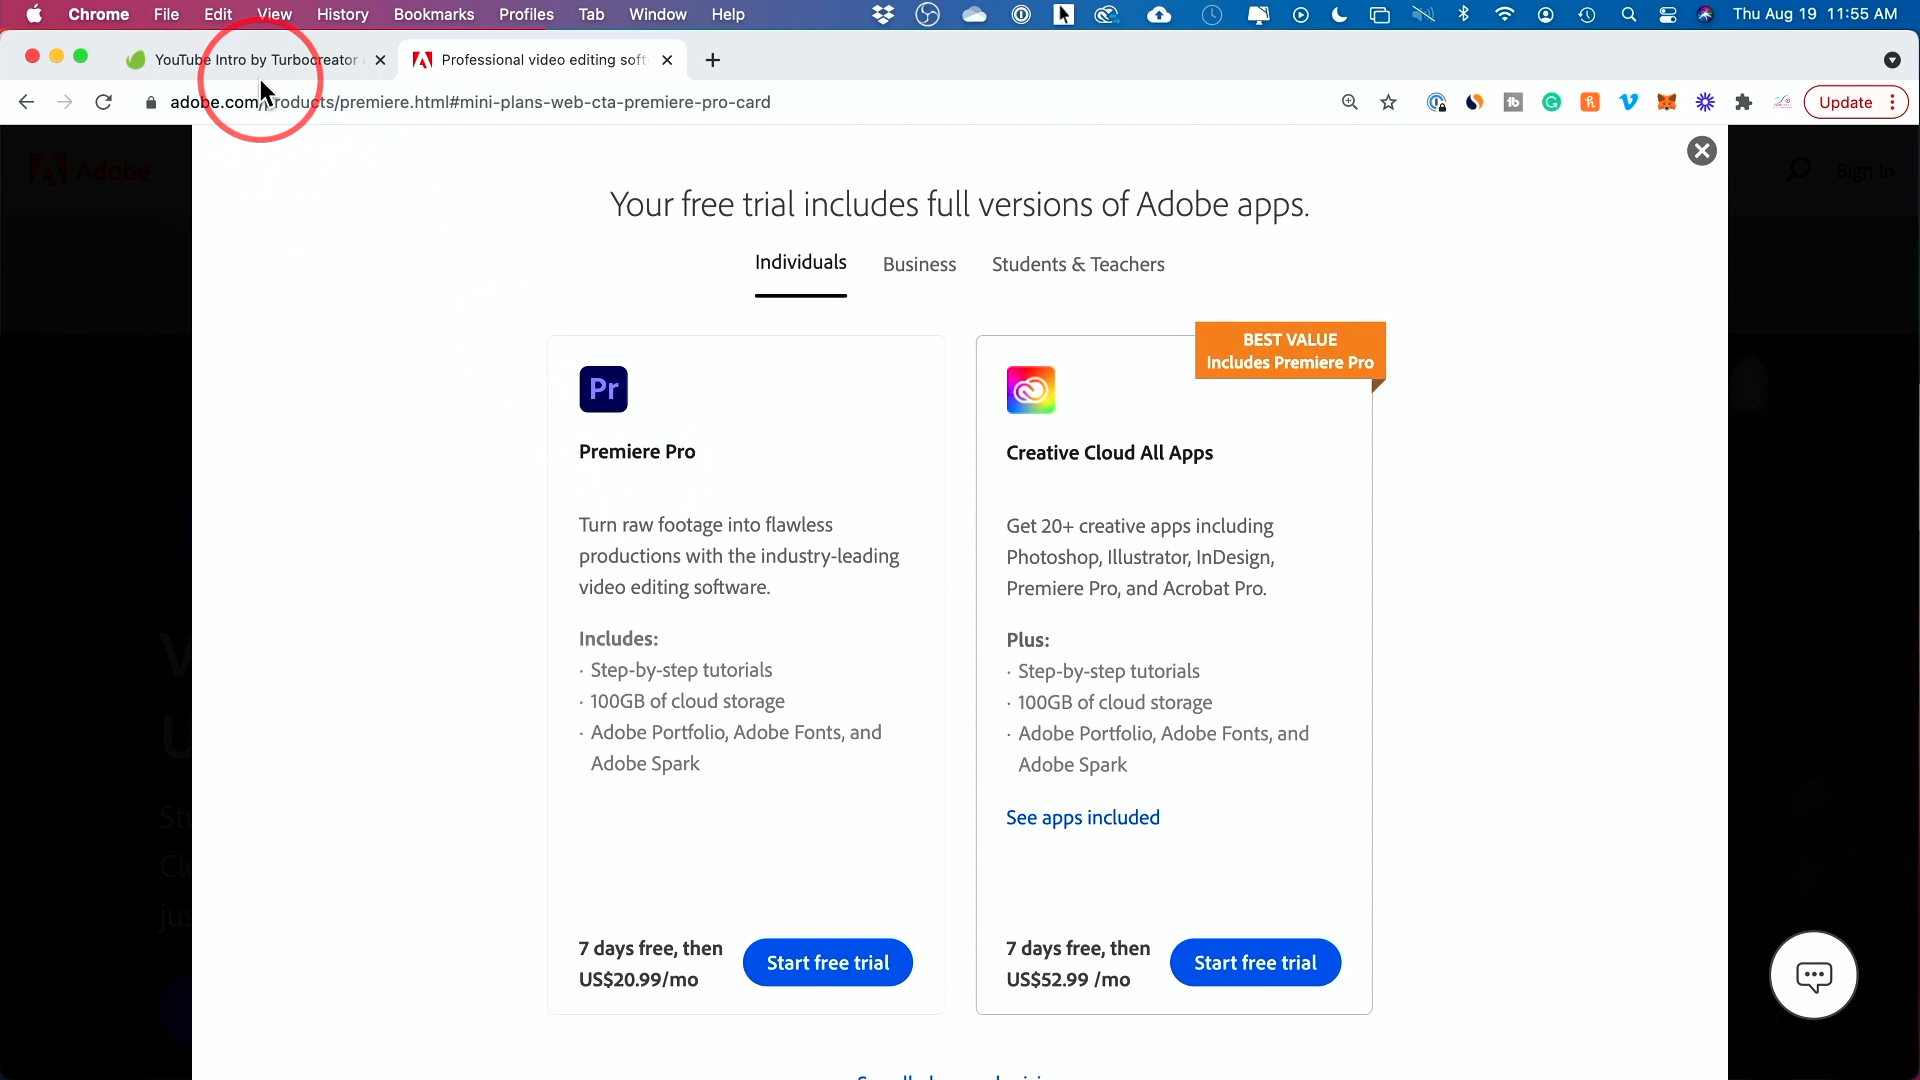 Chrome File Edit View History Bookmarks Profiles Tab Window Help Thu Aug 19 11:55 AM
YouTube Intro by Turbocreator
Professional video editing soft
adobe.com/products/premiere.html#mini-plans-web-cta-premiere-pro-card
Update
Adobe
Sign In
Your free trial includes full versions of Adobe apps.
Individuals Business Students & Teachers
BEST VALUE
Includes Premiere Pro
Pr
Premiere Pro
Turn raw footage into flawless
productions with the industry-leading
video editing software.
Includes:
· Step-by-step tutorials
· 100GB of cloud storage
· Adobe Portfolio, Adobe Fonts, and
Adobe Spark
7 days free, then
US$20.99/mo
Start free trial
Creative Cloud All Apps
Get 20+ creative apps including
Photoshop, Illustrator, InDesign,
Premiere Pro, and Acrobat Pro.
Plus:
· Step-by-step tutorials
· 100GB of cloud storage
· Adobe Portfolio, Adobe Fonts, and
Adobe Spark
See apps included
7 days free, then
US$52.99 /mo
Start free trial